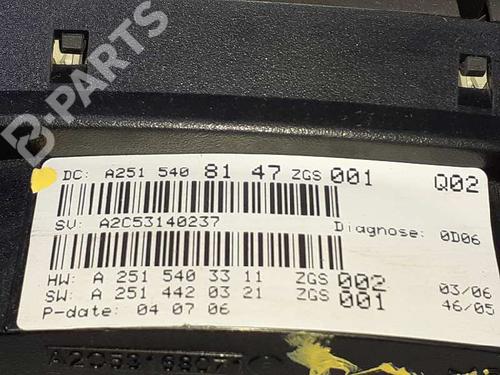 B-PARTS
DC: A251 540 81 47 ZGS 001 Q02
SV: A2C53140237 Diagnose: 0D06
HW: A 251 540 33 11 ZGS 002 03/06
SW: A 251 442 03 21 ZGS 001 46/05
P-date: 04 07 06